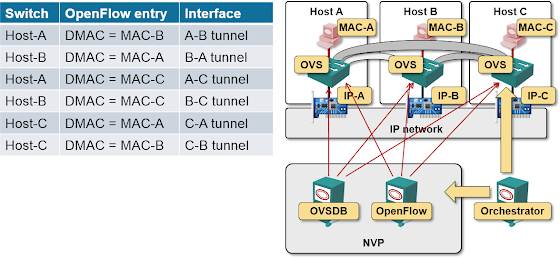 Switch OpenFlow entry Interface
Host-A DMAC = MAC-B A-B tunnel
Host-B DMAC = MAC-A B-A tunnel
Host-A DMAC = MAC-C A-C tunnel
Host-B DMAC = MAC-C B-C tunnel
Host-C DMAC = MAC-A C-A tunnel
Host-C DMAC = MAC-B C-B tunnel
Host A Host B Host C
MAC-A MAC-B MAC-C
OVS OVS OVS
IP-A IP-B IP-C
IP network
OVSDB OpenFlow Orchestrator
NVP